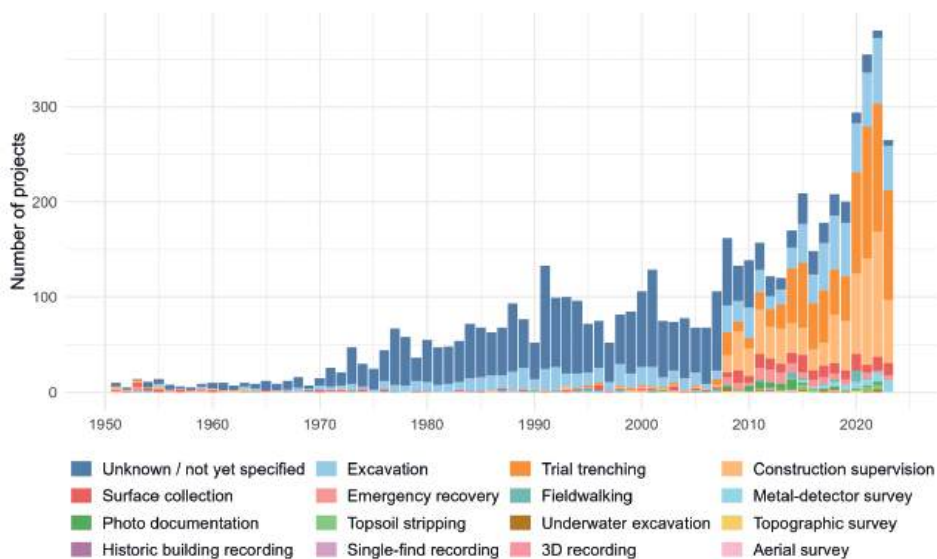 Number of projects
300
200
100
0
1950 1960 1970 1980 1990 2000 2010 2020
Unknown / not yet specified Excavation Trial trenching Construction supervision
Surface collection Emergency recovery Fieldwalking Metal-detector survey
Photo documentation Topsoil stripping Underwater excavation Topographic survey
Historic building recording Single-find recording 3D recording Aerial survey